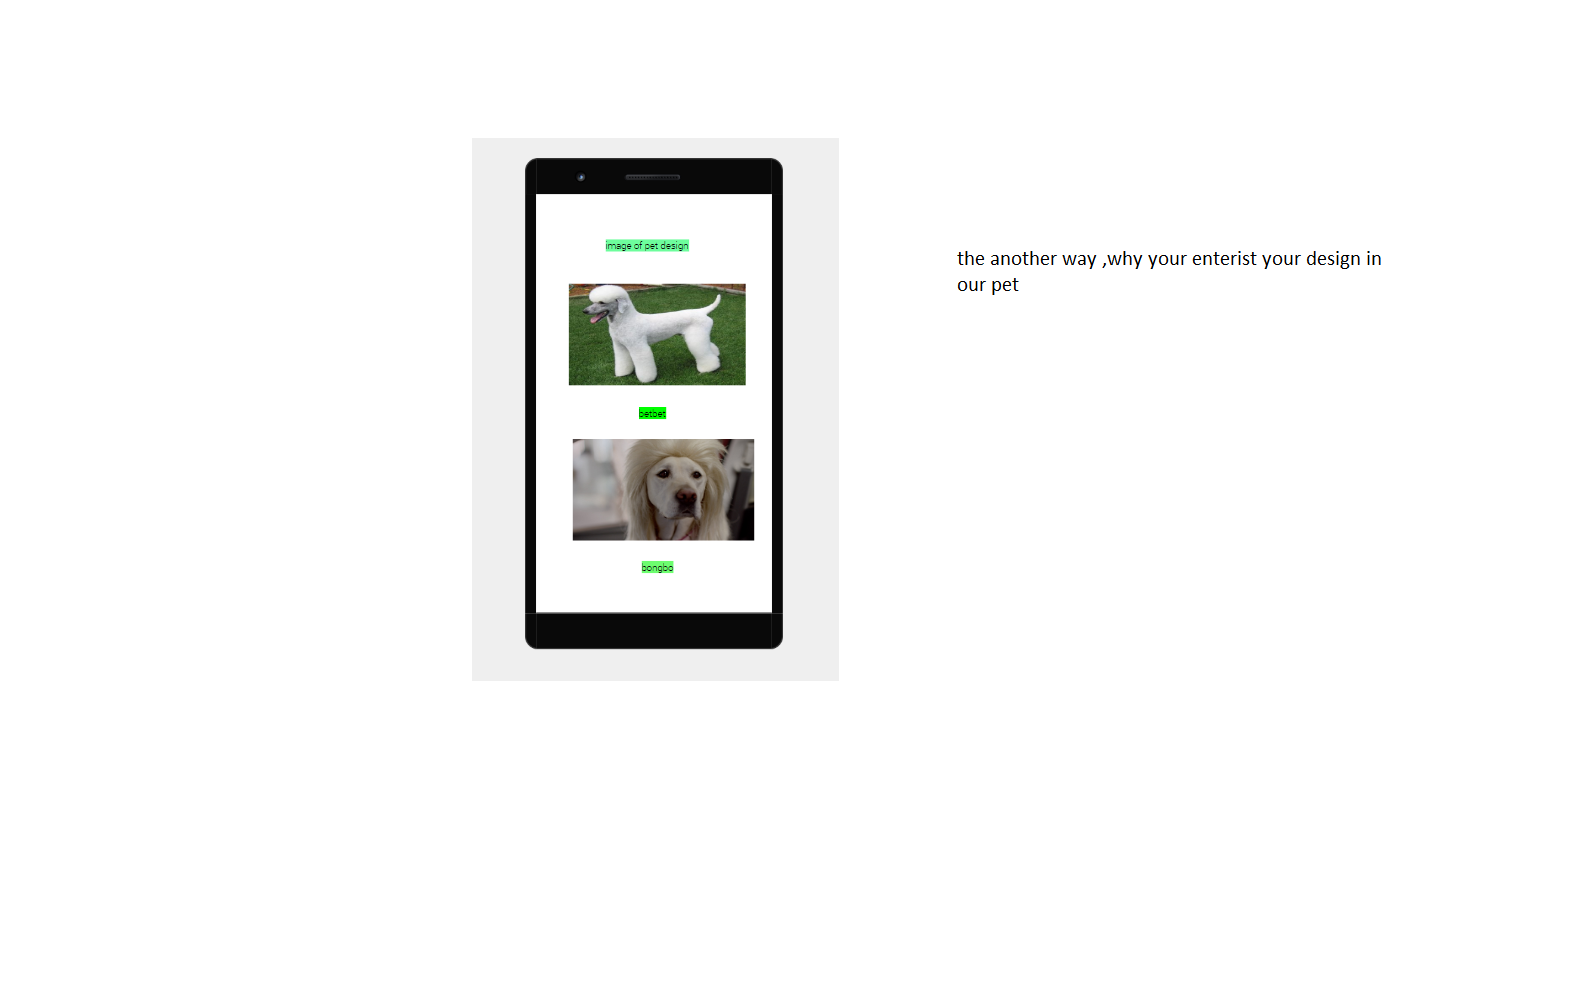 image of pet design
betbet
bongbo
the another way ,why your enterist your design in
our pet